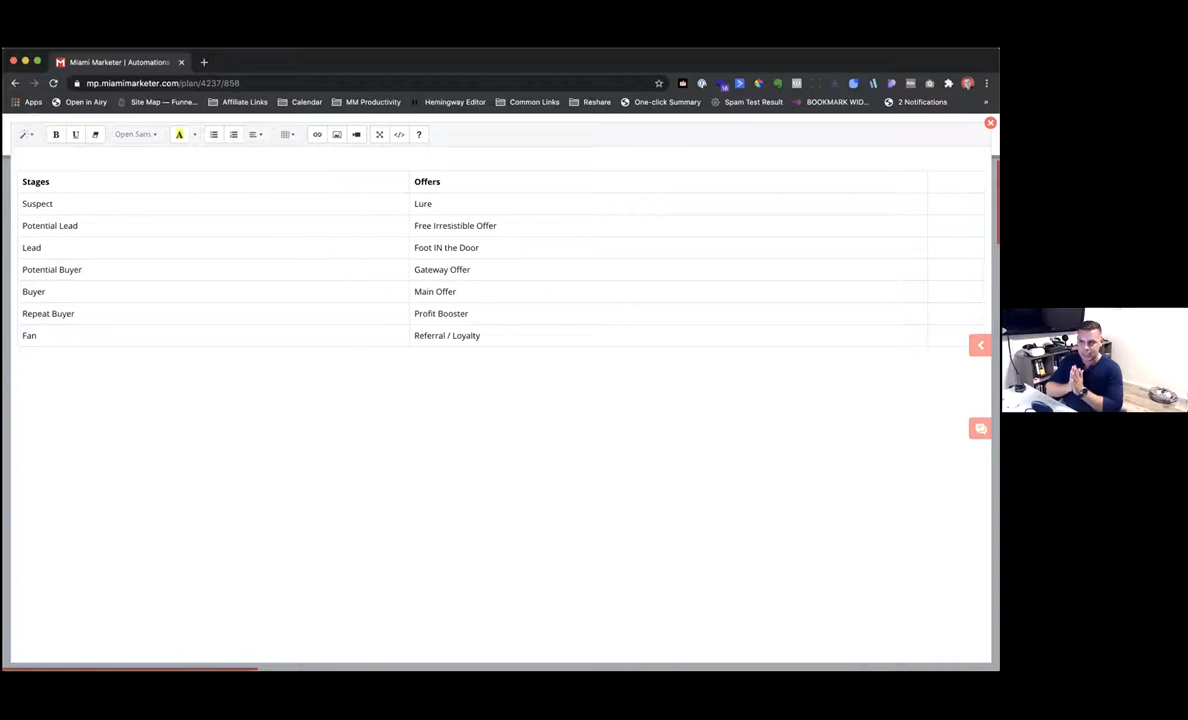 Miami Marketer | Automation
mp.miamimarketer.com/plan/4237/858
Apps Open in Airy Site Map — Funne... Affiliate Links Calendar MM Productivity Hemingway Editor Common Links Reshare One-click Summary Spam Test Result BOOKMARK WID... 2 Notifications »
B U Open Sans A </> ?
Stages Offers
Suspect Lure
Potential Lead Free Irresistible Offer
Lead Foot IN the Door
Potential Buyer Gateway Offer
Buyer Main Offer
Repeat Buyer Profit Booster
Fan Referral / Loyalty